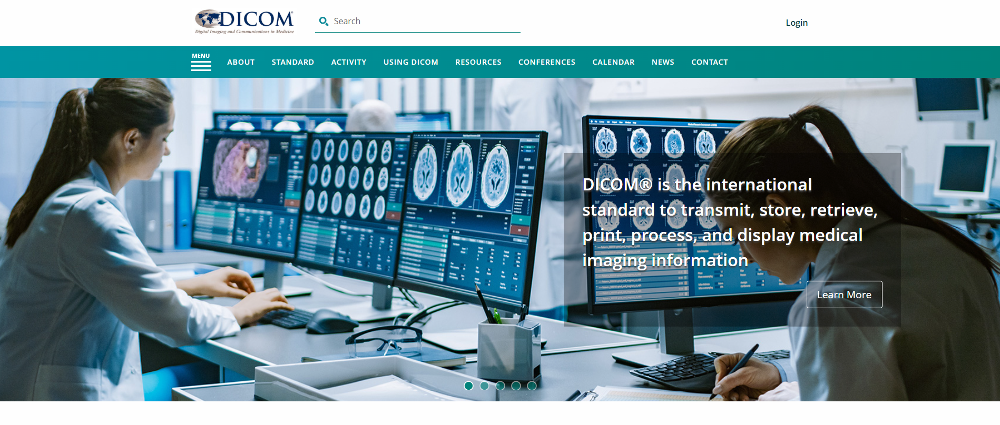 DICOM®
Digital Imaging and Communications in Medicine
Search
Login
MENU
ABOUT
STANDARD
ACTIVITY
USING DICOM
RESOURCES
CONFERENCES
CALENDAR
NEWS
CONTACT
DICOM® is the international
standard to transmit, store, retrieve,
print, process, and display medical
imaging information
Learn More